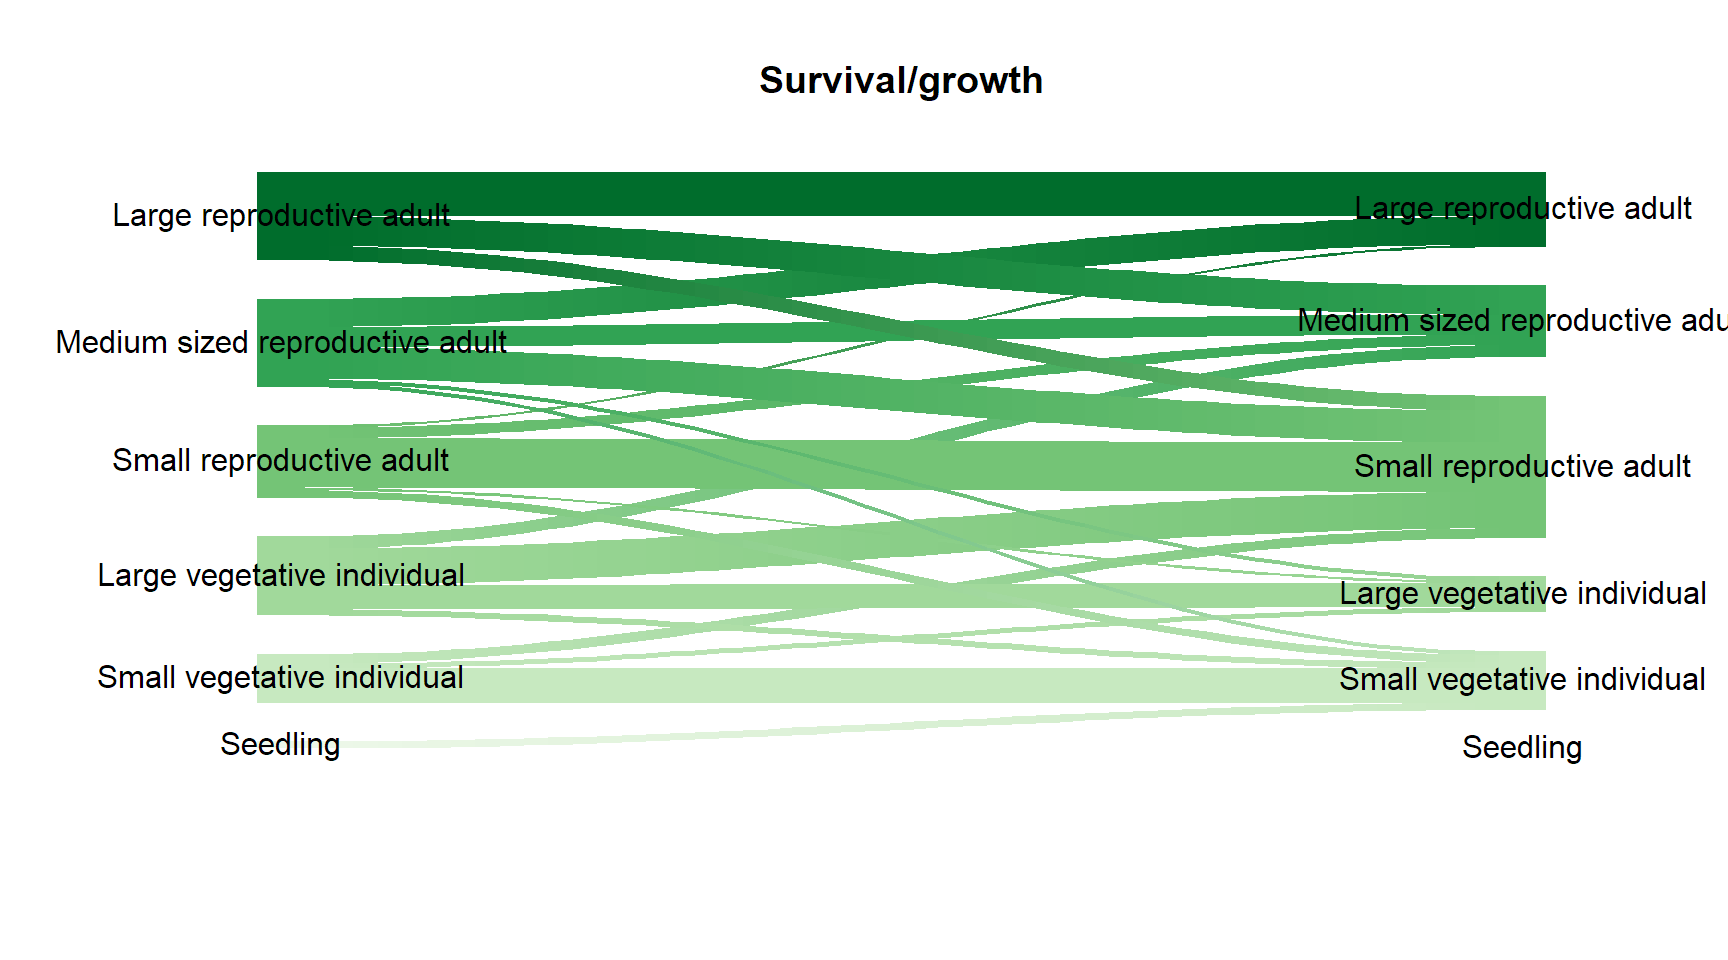 Survival/growth
Large reproductive adult
Large reproductive adult
Medium sized reproductive adult
Medium sized reproductive adu
Small reproductive adult
Small reproductive adult
Large vegetative individual
Large vegetative individual
Small vegetative individual
Small vegetative individual
Seedling
Seedling